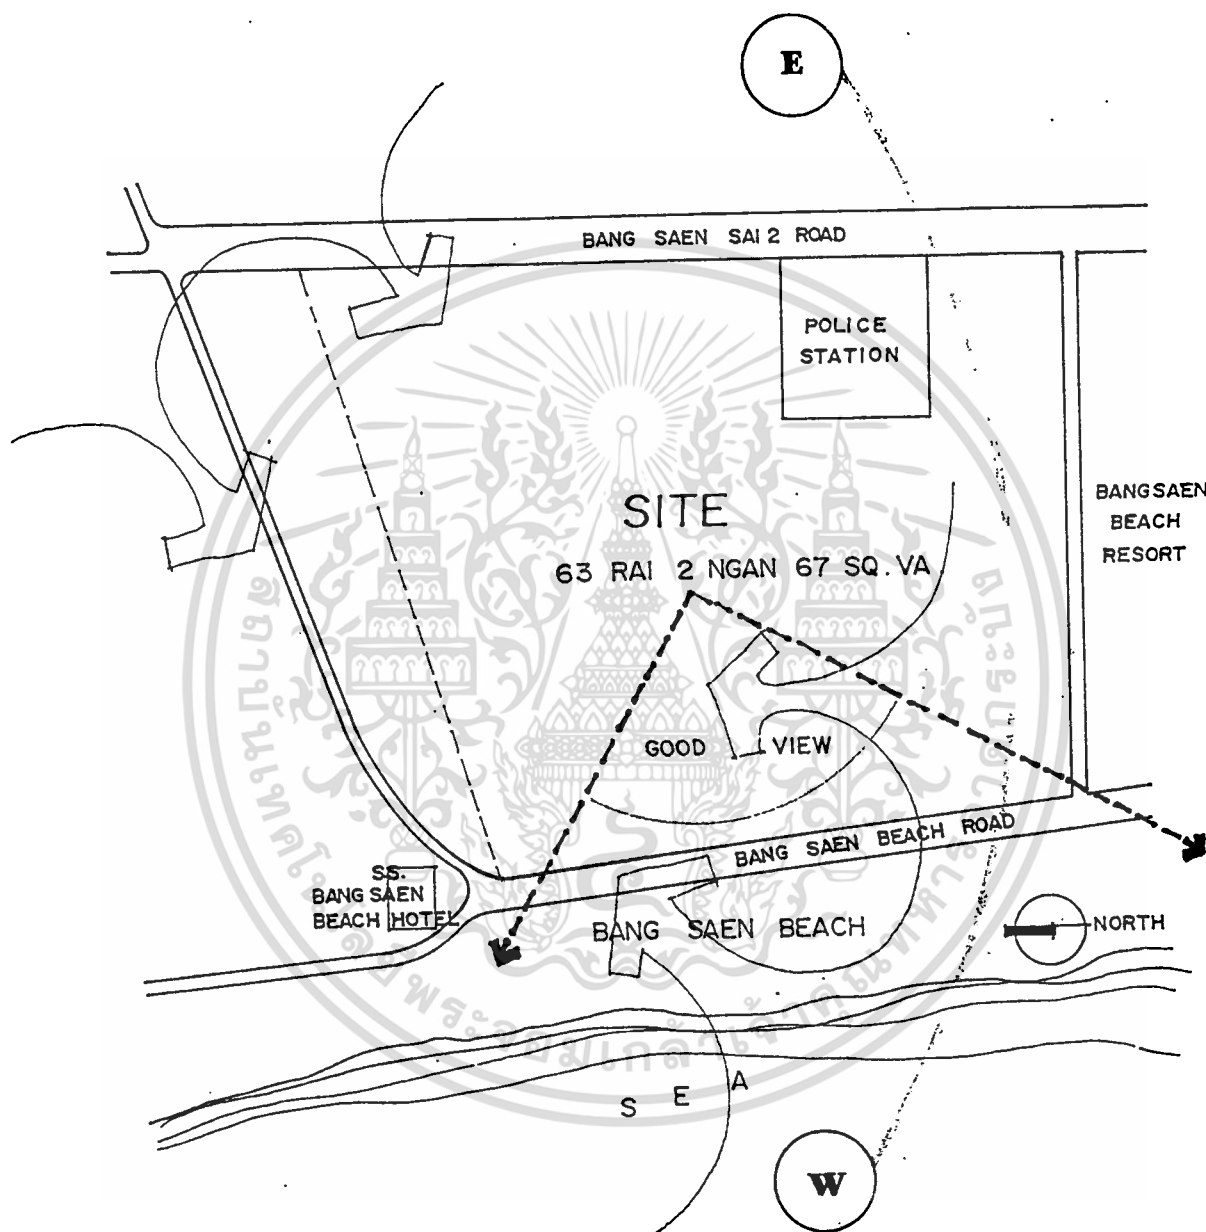 E
BANG SAEN SAI 2 ROAD
POLICE
STATION
SITE
63 RAI 2 NGAN 67 SQ. VA
BANGSAEN
BEACH
RESORT
GOOD VIEW
BANG SAEN BEACH ROAD
S.S.
BANG SAEN
BEACH HOTEL
BANG SAEN BEACH
NORTH
S E A
W